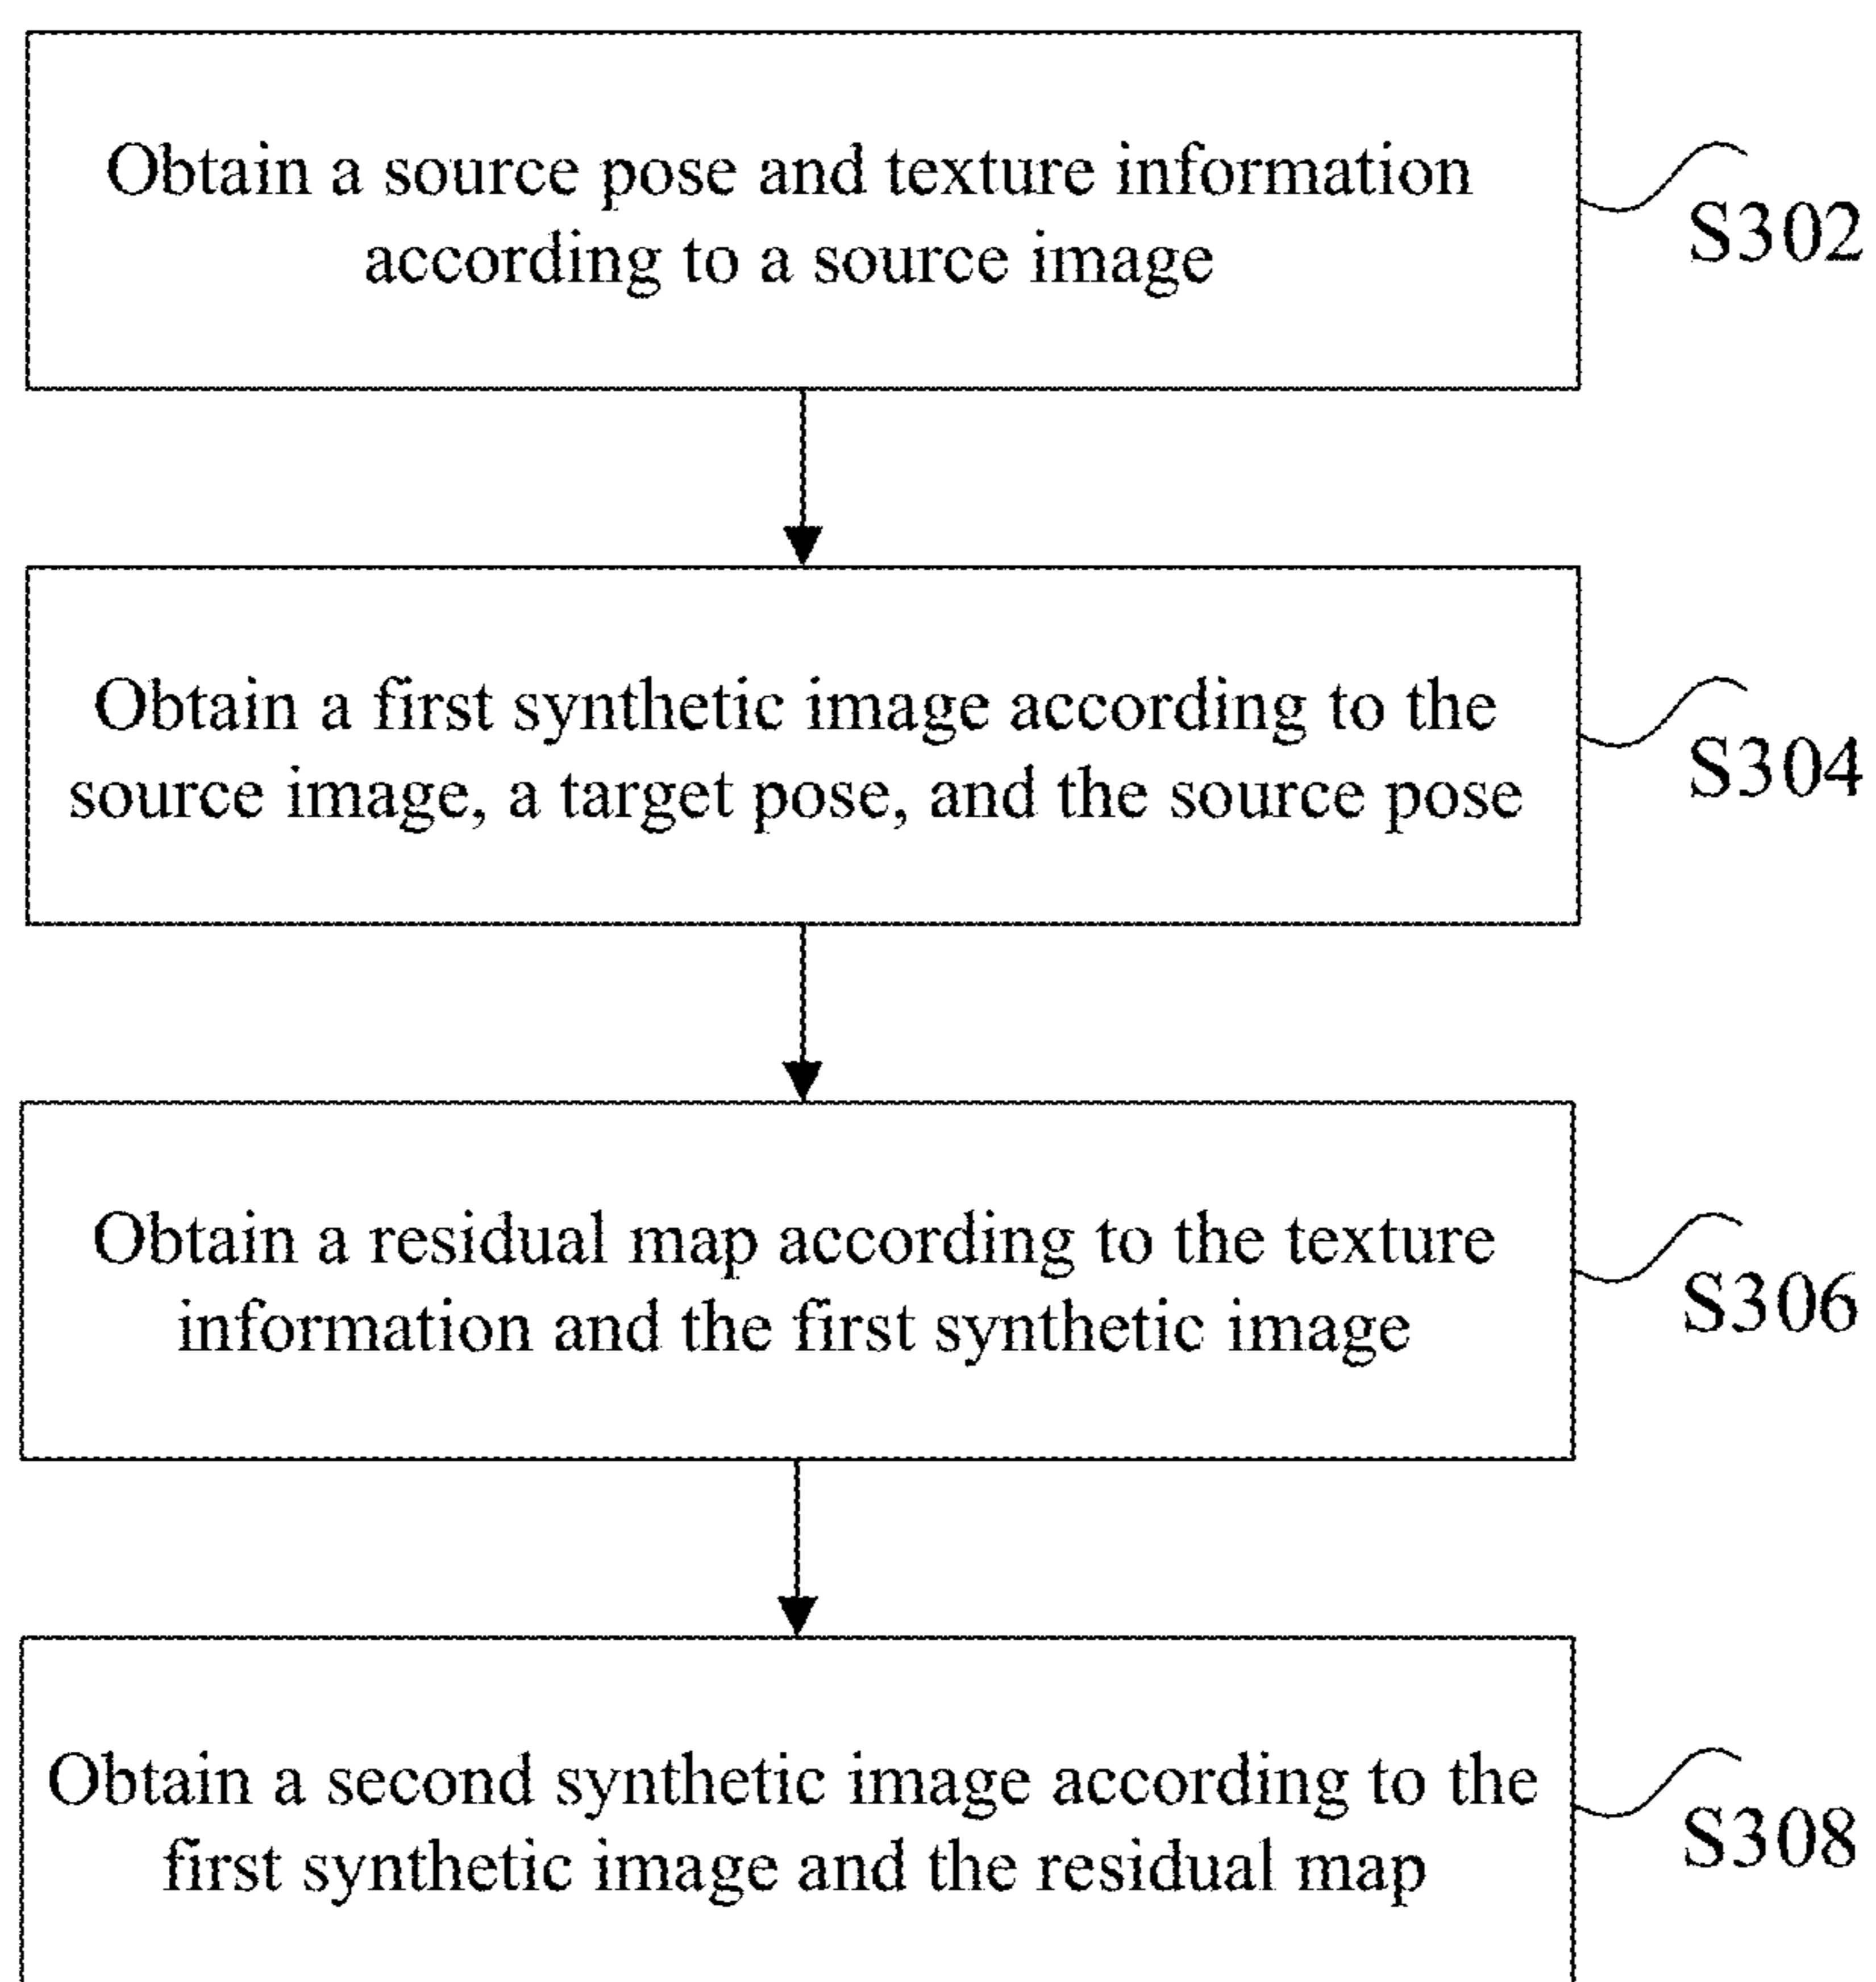 Obtain a source pose and texture information
according to a source image
S302
Obtain a first synthetic image according to the
source image, a target pose, and the source pose
S304
Obtain a residual map according to the texture
information and the first synthetic image
S306
Obtain a second synthetic image according to the
first synthetic image and the residual map
S308